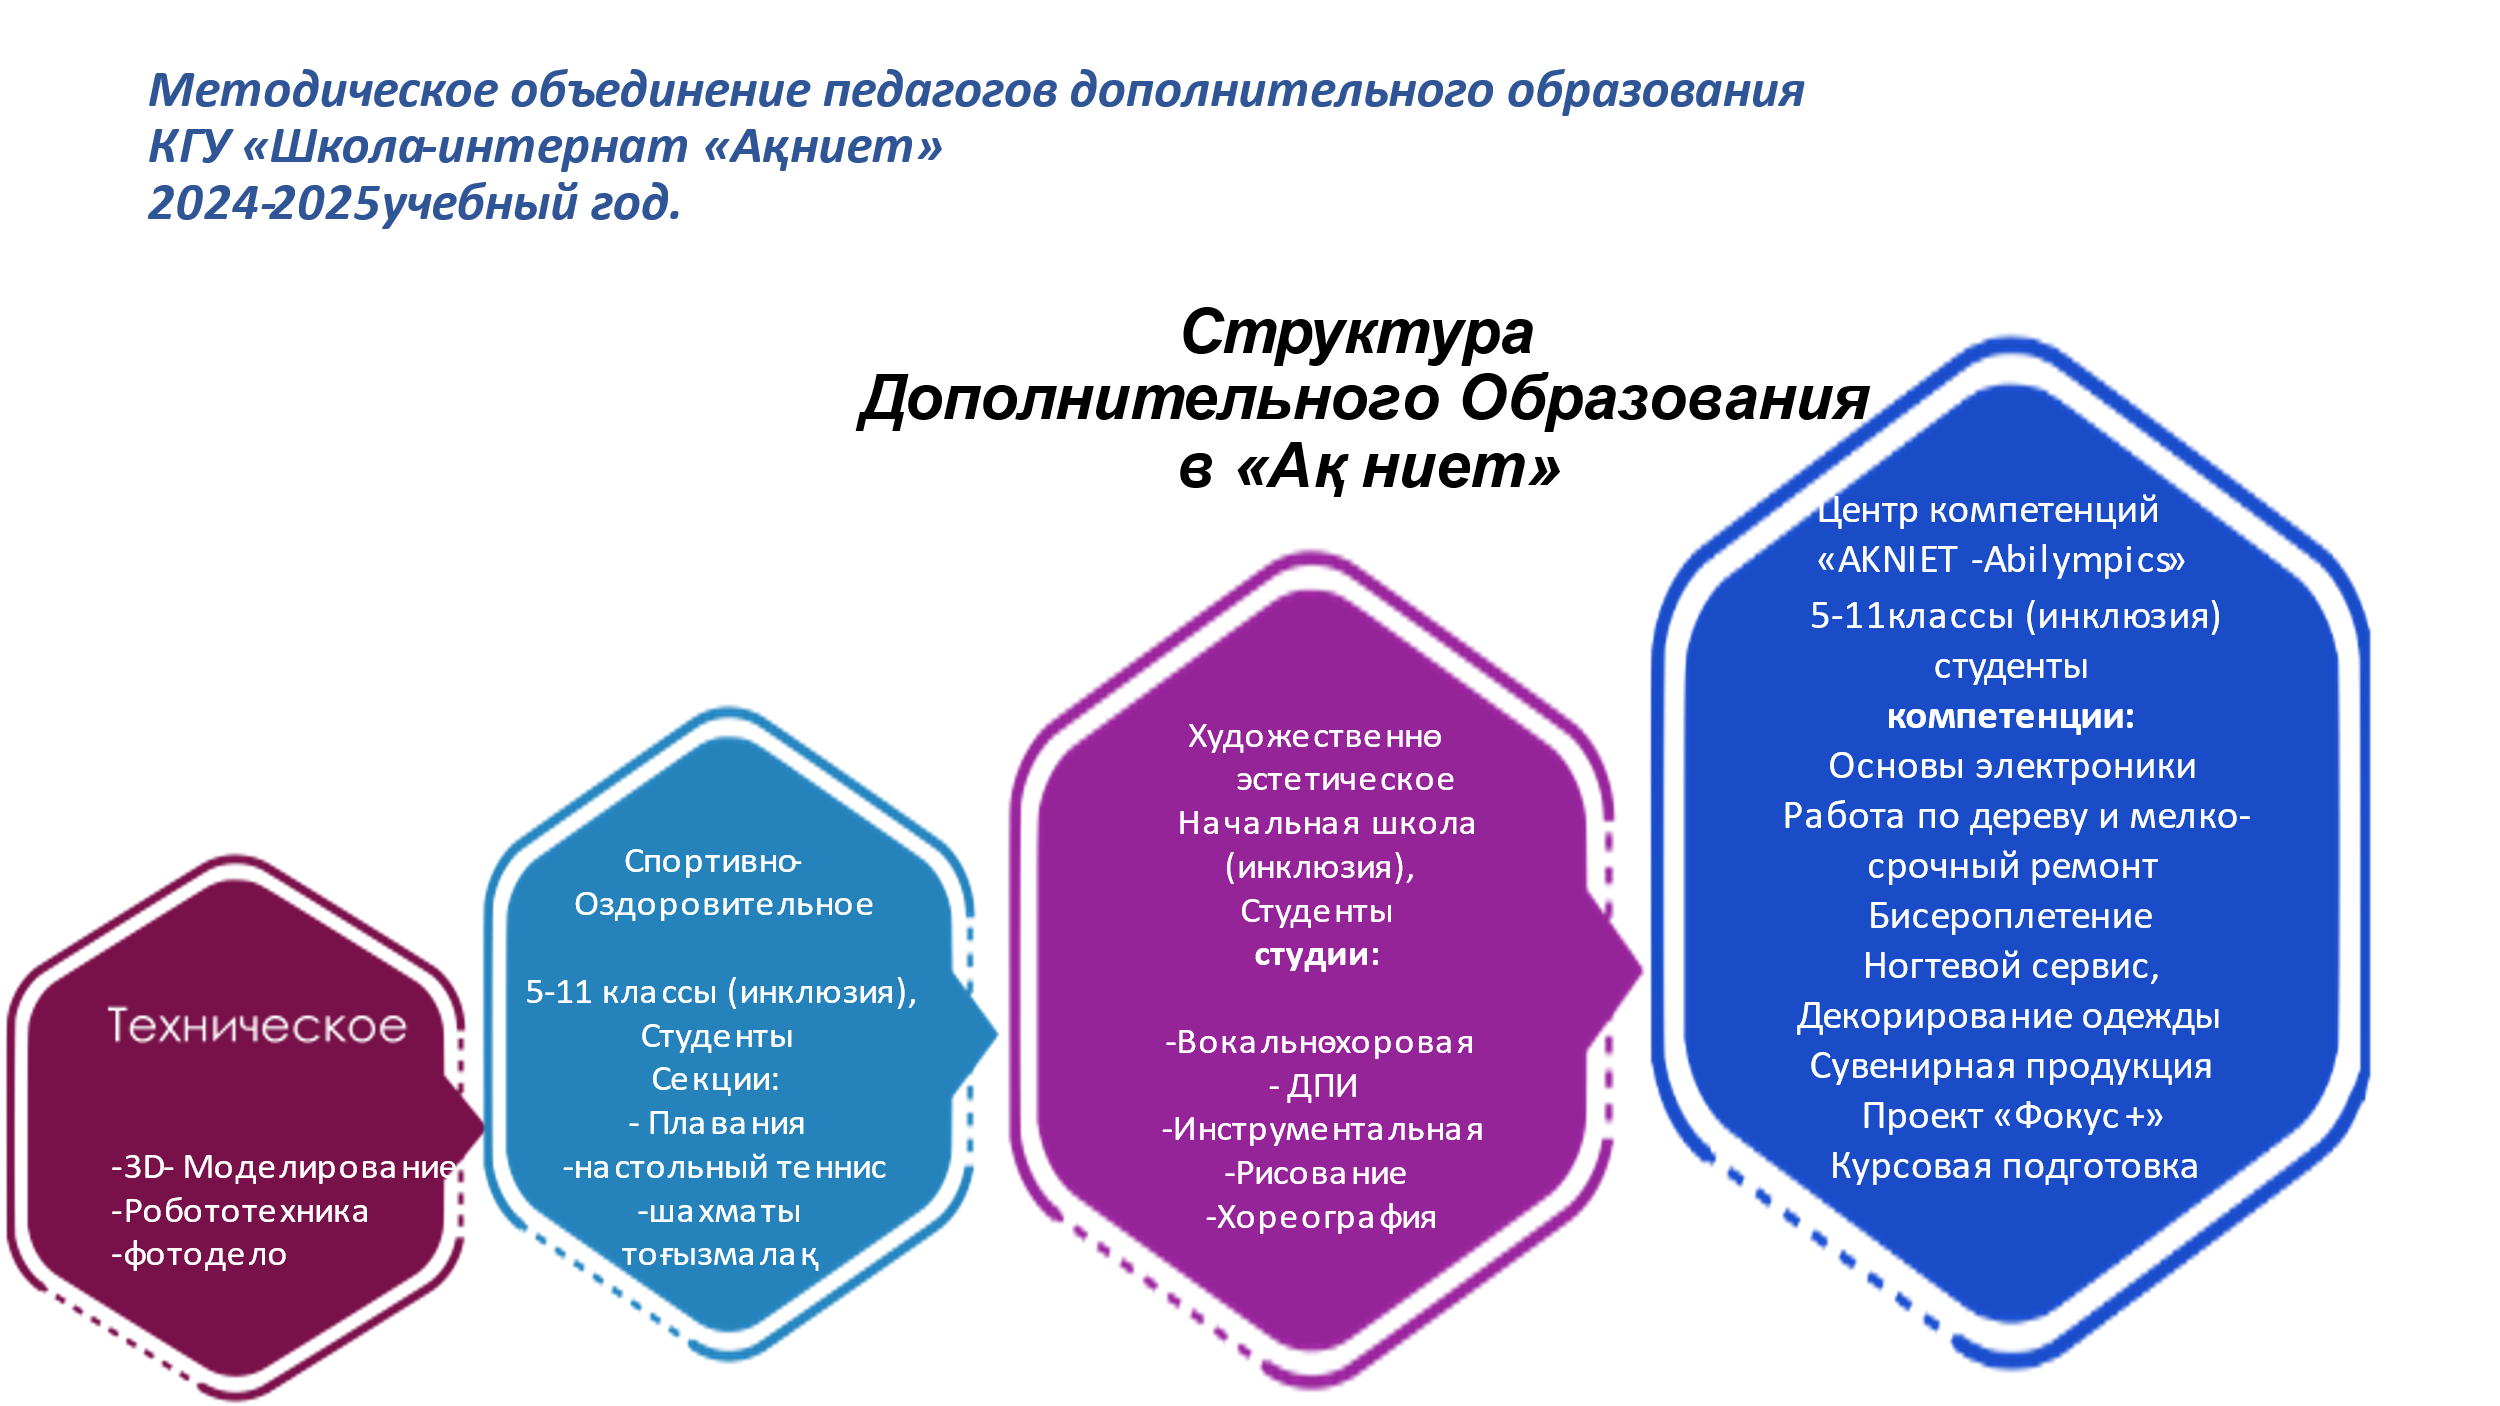 Методическое объединение педагогов дополнительного образования
КГУ «Школа-интернат «Ақниет»
2024-2025учебный год.
Структура
Дополнительного Образования
в «Ақ ниет»
Техническое
-3D- Моделирование
-Робототехника
-фотодело
Спортивно-
Оздоровительное
5-11 классы (инклюзия),
Студенты
Секции:
- Плавания
-настольный теннис
-шахматы
тоғызмалақ
Художественно-
эстетическое
Начальная школа
(инклюзия),
Студенты
студии:
-Вокально-хоровая
- ДПИ
-Инструментальная
-Рисование
-Хореография
Центр компетенций
«AKNIET -Abilympics»
5-11классы (инклюзия)
студенты
компетенции:
Основы электроники
Работа по дереву и мелко-
срочный ремонт
Бисероплетение
Ногтевой сервис,
Декорирование одежды
Сувенирная продукция
Проект «Фокус+»
Курсовая подготовка